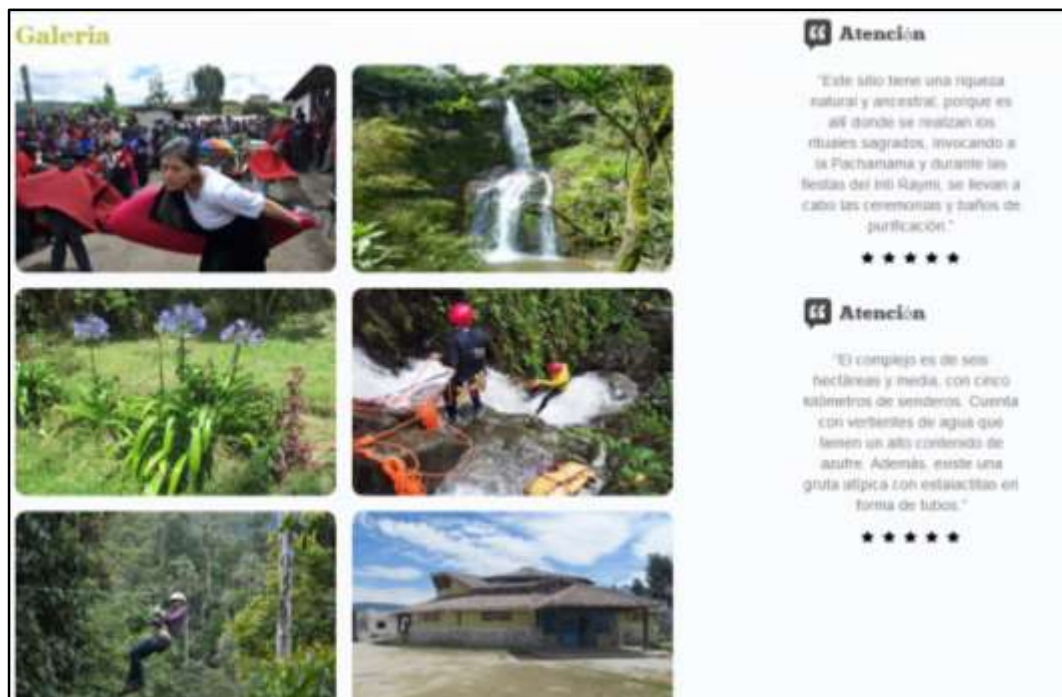 Galeria
Atención
"Este sitio tiene una riqueza
natural y ancestral, porque es
allí donde se realizan los
rituales sagrados, invocando a
la Pachamama y durante las
fiestas del Inti Raymi, se llevan a
cabo las ceremonias y baños de
purificación."
Atención
"El complejo es de seis
hectáreas y media, con cinco
kilómetros de senderos. Cuenta
con vertientes de agua que
tienen un alto contenido de
azufre. Además, existe una
gruta atípica con estalactitas en
forma de tubos."